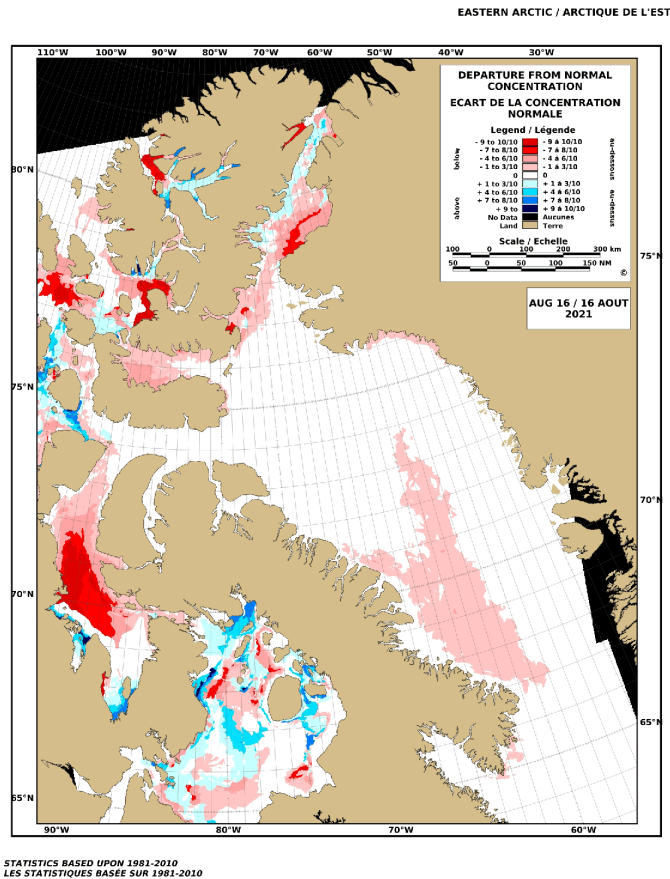 EASTERN ARCTIC / ARCTIQUE DE L'EST
110°W 100°W 90°W 80°W 70°W 60°W 50°W 40°W 30°W
DEPARTURE FROM NORMAL
CONCENTRATION
ECART DE LA CONCENTRATION
NORMALE
Legend / Légende
below
above
- 9 to 10/10 - 9 à 10/10
- 7 to 8/10 - 7 à 8/10
- 4 to 6/10 - 4 à 6/10
- 1 to 3/10 - 1 à 3/10
0 0
+ 1 to 3/10 + 1 à 3/10
+ 4 to 6/10 + 4 à 6/10
+ 7 to 8/10 + 7 à 8/10
+ 9 to + 9 à 10/10
No Data Aucunes
Land Terre
au-dessous
au-dessus
Scale / Echelle
100 0 100 200 300 km
50 0 50 100 150 NM
©
AUG 16 / 16 AOUT
2021
80°N
75°N
75°N
70°N
70°N
65°N
65°N
90°W 80°W 70°W 60°W
STATISTICS BASED UPON 1981-2010
LES STATISTIQUES BASÉE SUR 1981-2010